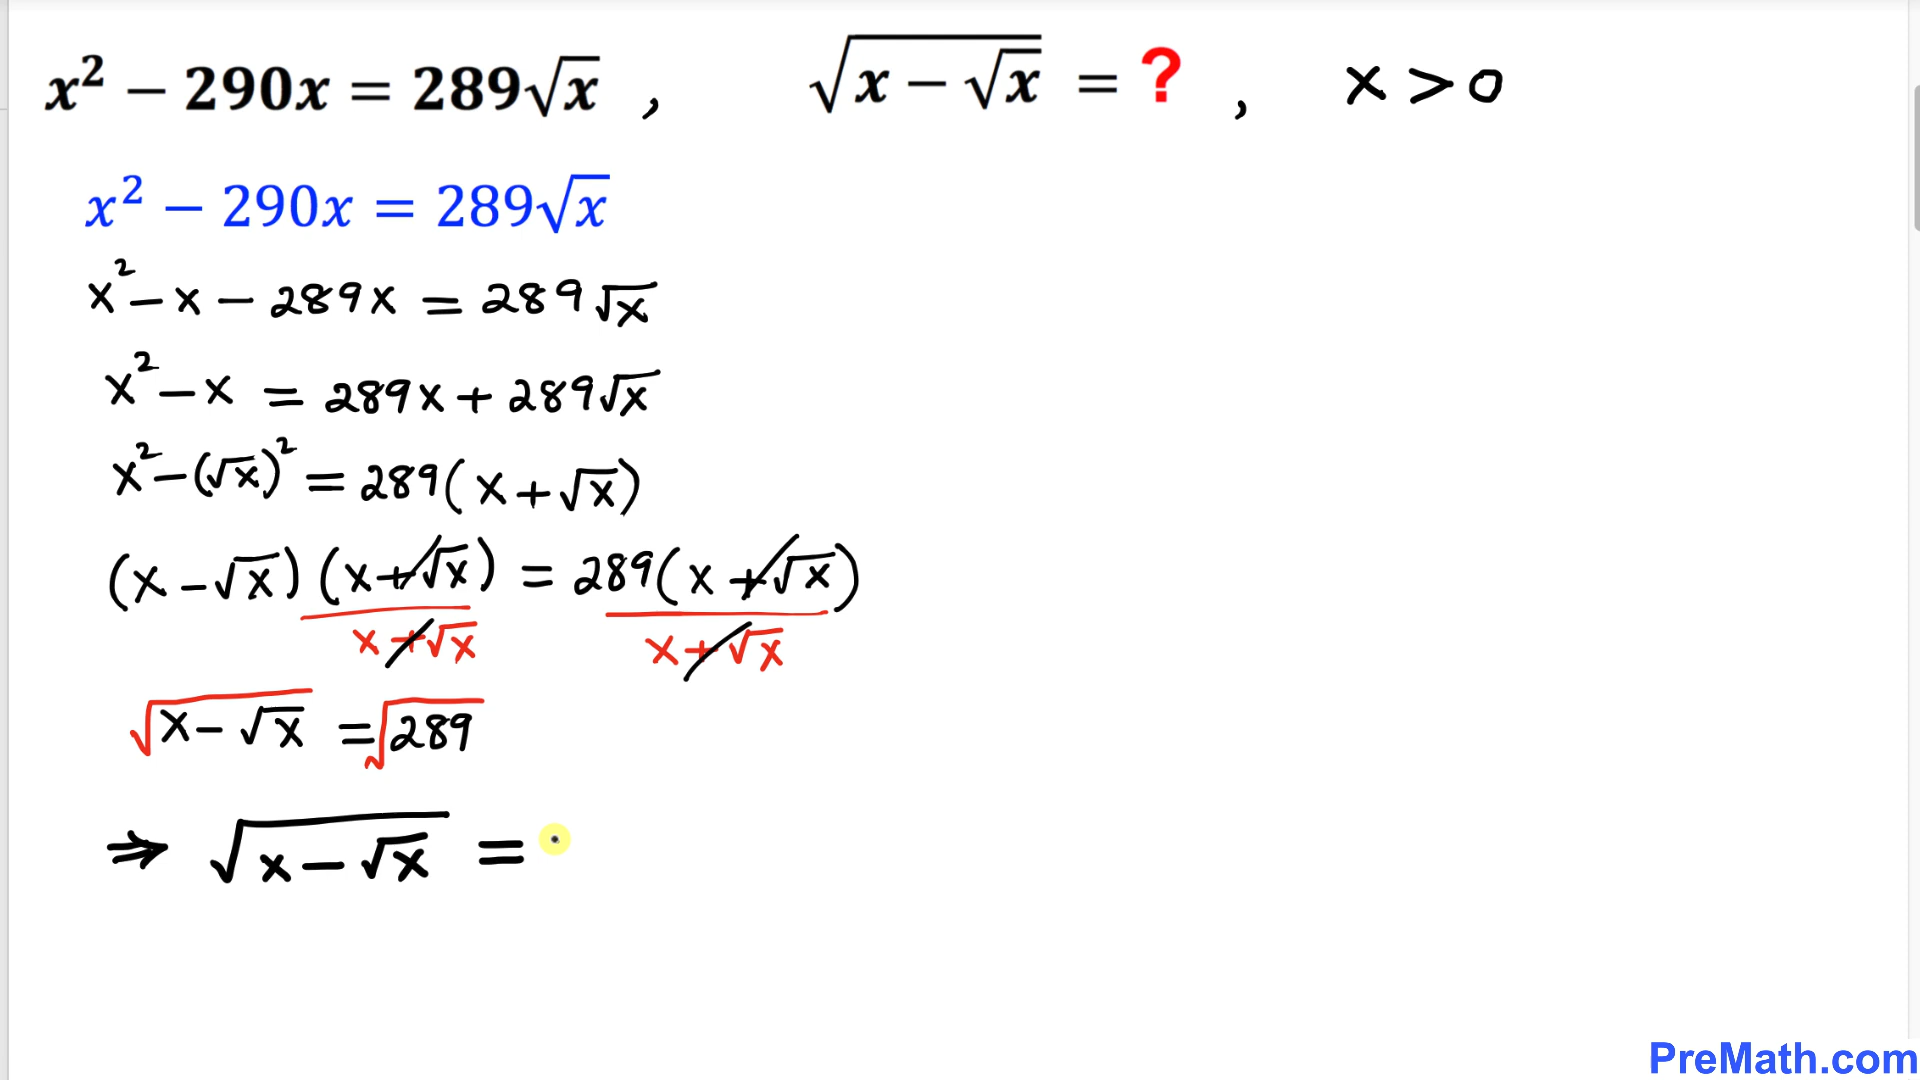 x² − 290x = 289√x , √(x − √x) = ? , x > 0
x² − 290x = 289√x
x² − x − 289x = 289√x
x² − x = 289x + 289√x
x² − (√x)² = 289(x + √x)
(x − √x)(x + √x) = 289(x + √x)
x + √x x + √x
√(x − √x) = √289
⇒ √(x − √x) =
PreMath.com